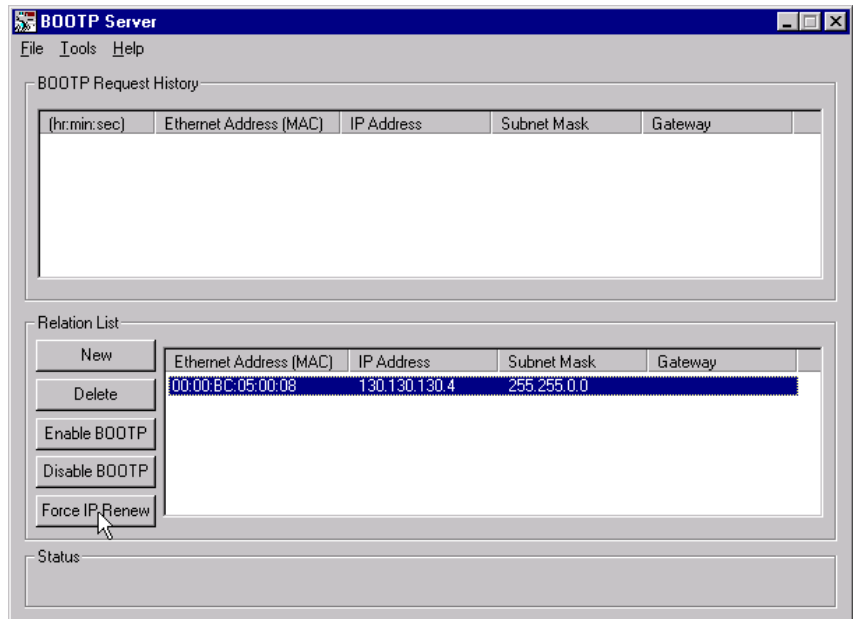 BOOTP Server
File Tools Help
BOOTP Request History
(hr:min:sec) Ethernet Address (MAC) IP Address Subnet Mask Gateway
Relation List
New
Delete
Enable BOOTP
Disable BOOTP
Force IP Renew
Ethernet Address (MAC) IP Address Subnet Mask Gateway
00:00:BC:05:00:08 130.130.130.4 255.255.0.0
Status